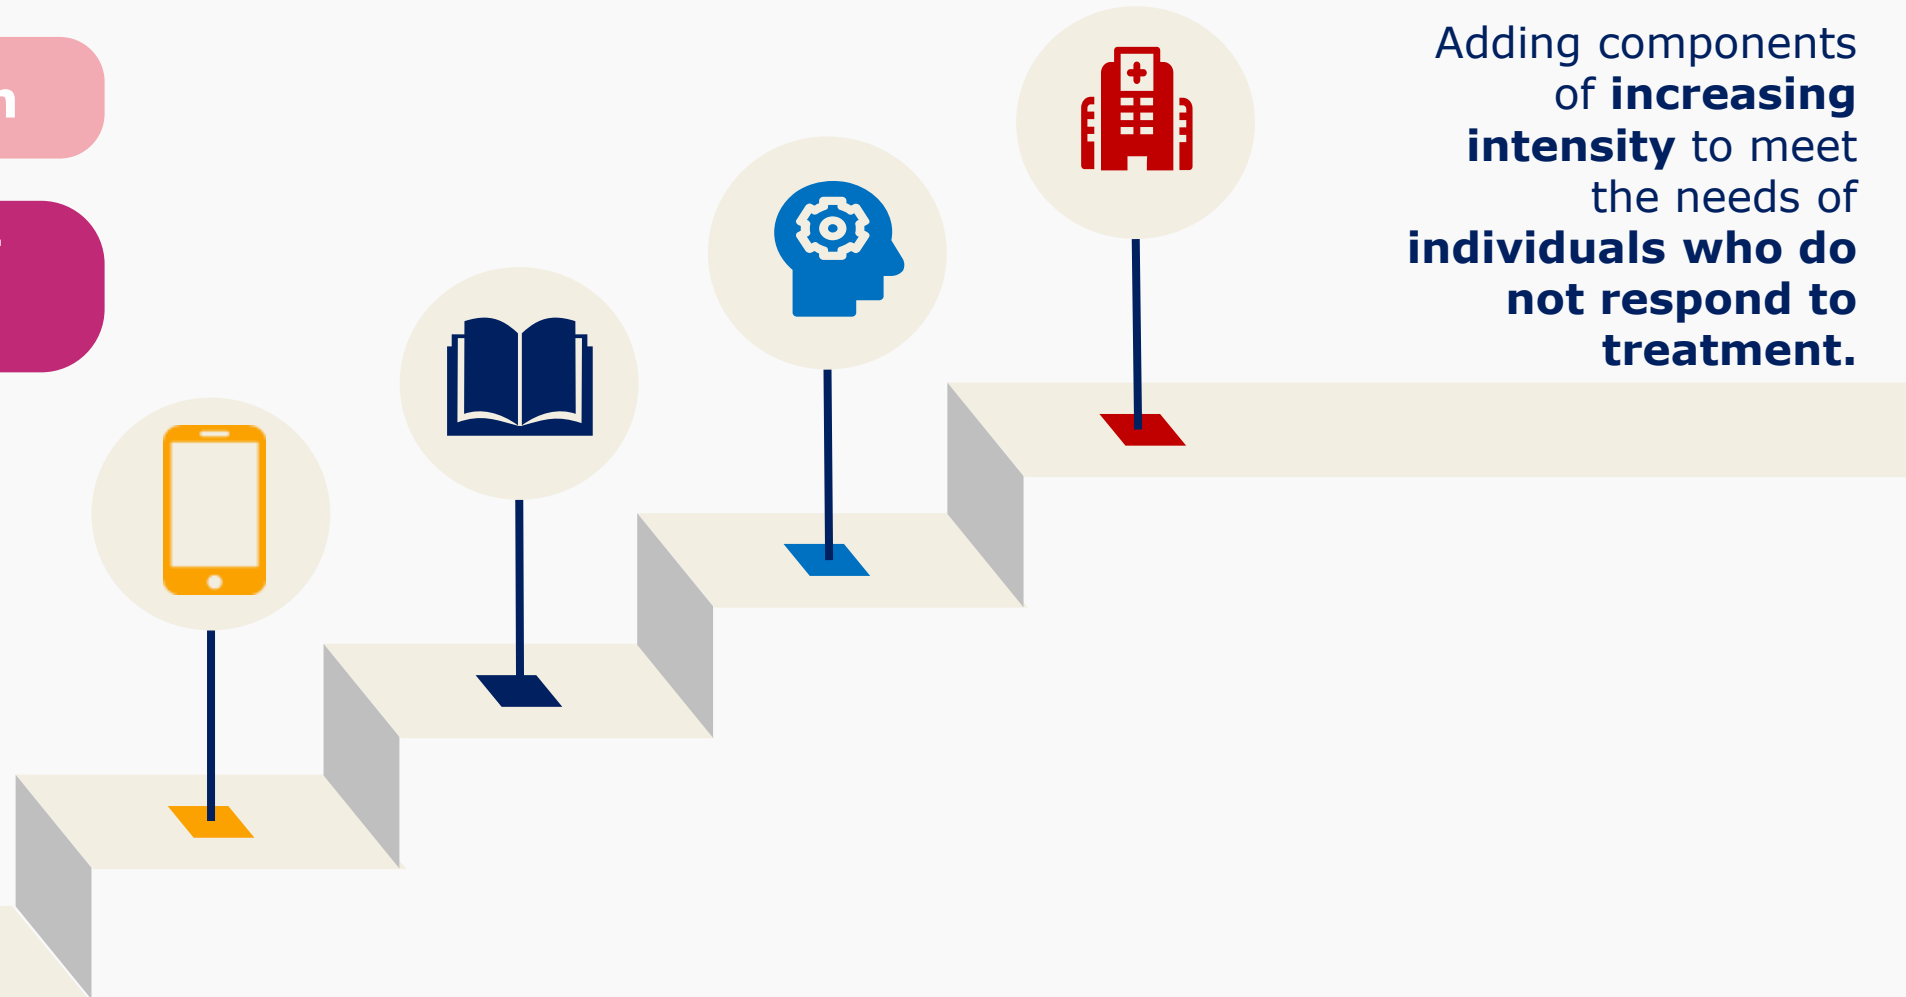 Adding components
of increasing
intensity to meet
the needs of
individuals who do
not respond to
treatment.